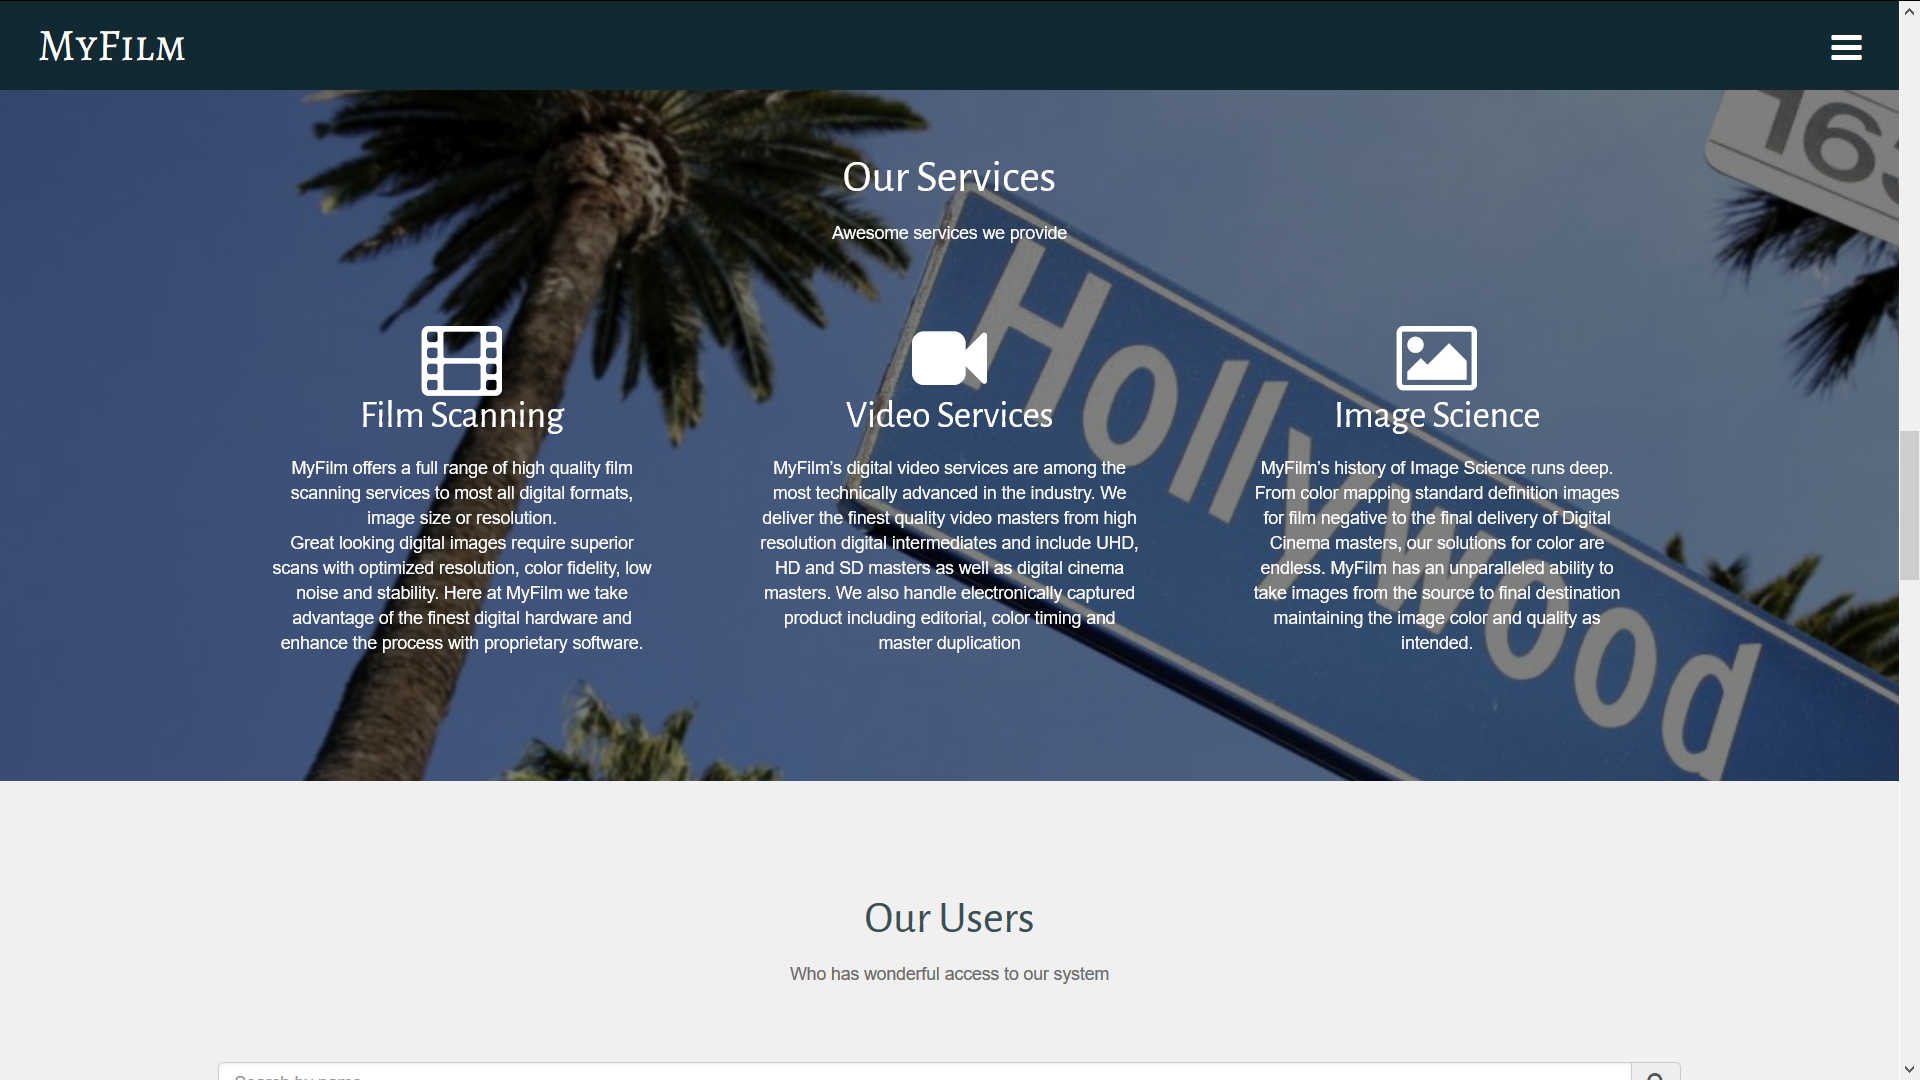 MyFilm
163
Our Services
Awesome services we provide
Hollywood
Film Scanning
MyFilm offers a full range of high quality film
scanning services to most all digital formats,
image size or resolution.
Great looking digital images require superior
scans with optimized resolution, color fidelity, low
noise and stability. Here at MyFilm we take
advantage of the finest digital hardware and
enhance the process with proprietary software.
Video Services
MyFilm’s digital video services are among the
most technically advanced in the industry. We
deliver the finest quality video masters from high
resolution digital intermediates and include UHD,
HD and SD masters as well as digital cinema
masters. We also handle electronically captured
product including editorial, color timing and
master duplication
Image Science
MyFilm’s history of Image Science runs deep.
From color mapping standard definition images
for film negative to the final delivery of Digital
Cinema masters, our solutions for color are
endless. MyFilm has an unparalleled ability to
take images from the source to final destination
maintaining the image color and quality as
intended.
Our Users
Who has wonderful access to our system
Search by name